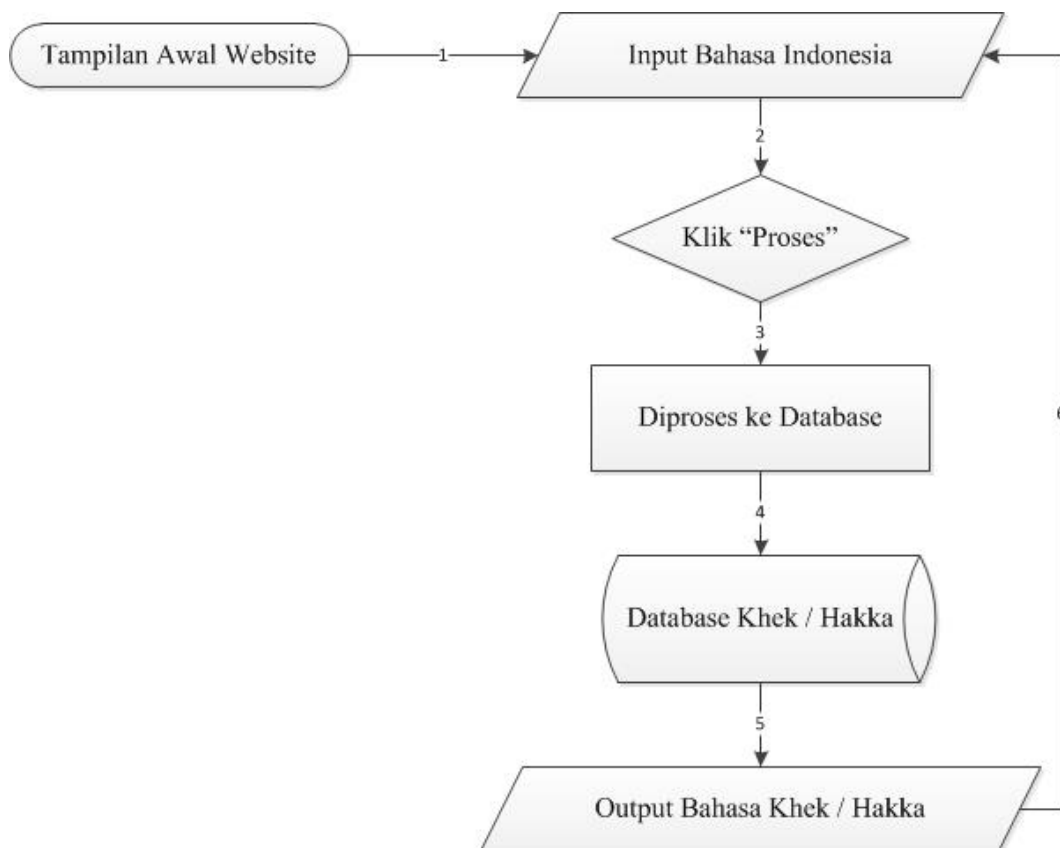 Tampilan Awal Website
1
Input Bahasa Indonesia
2
Klik “Proses”
3
Diproses ke Database
6
4
Database Khek / Hakka
5
Output Bahasa Khek / Hakka